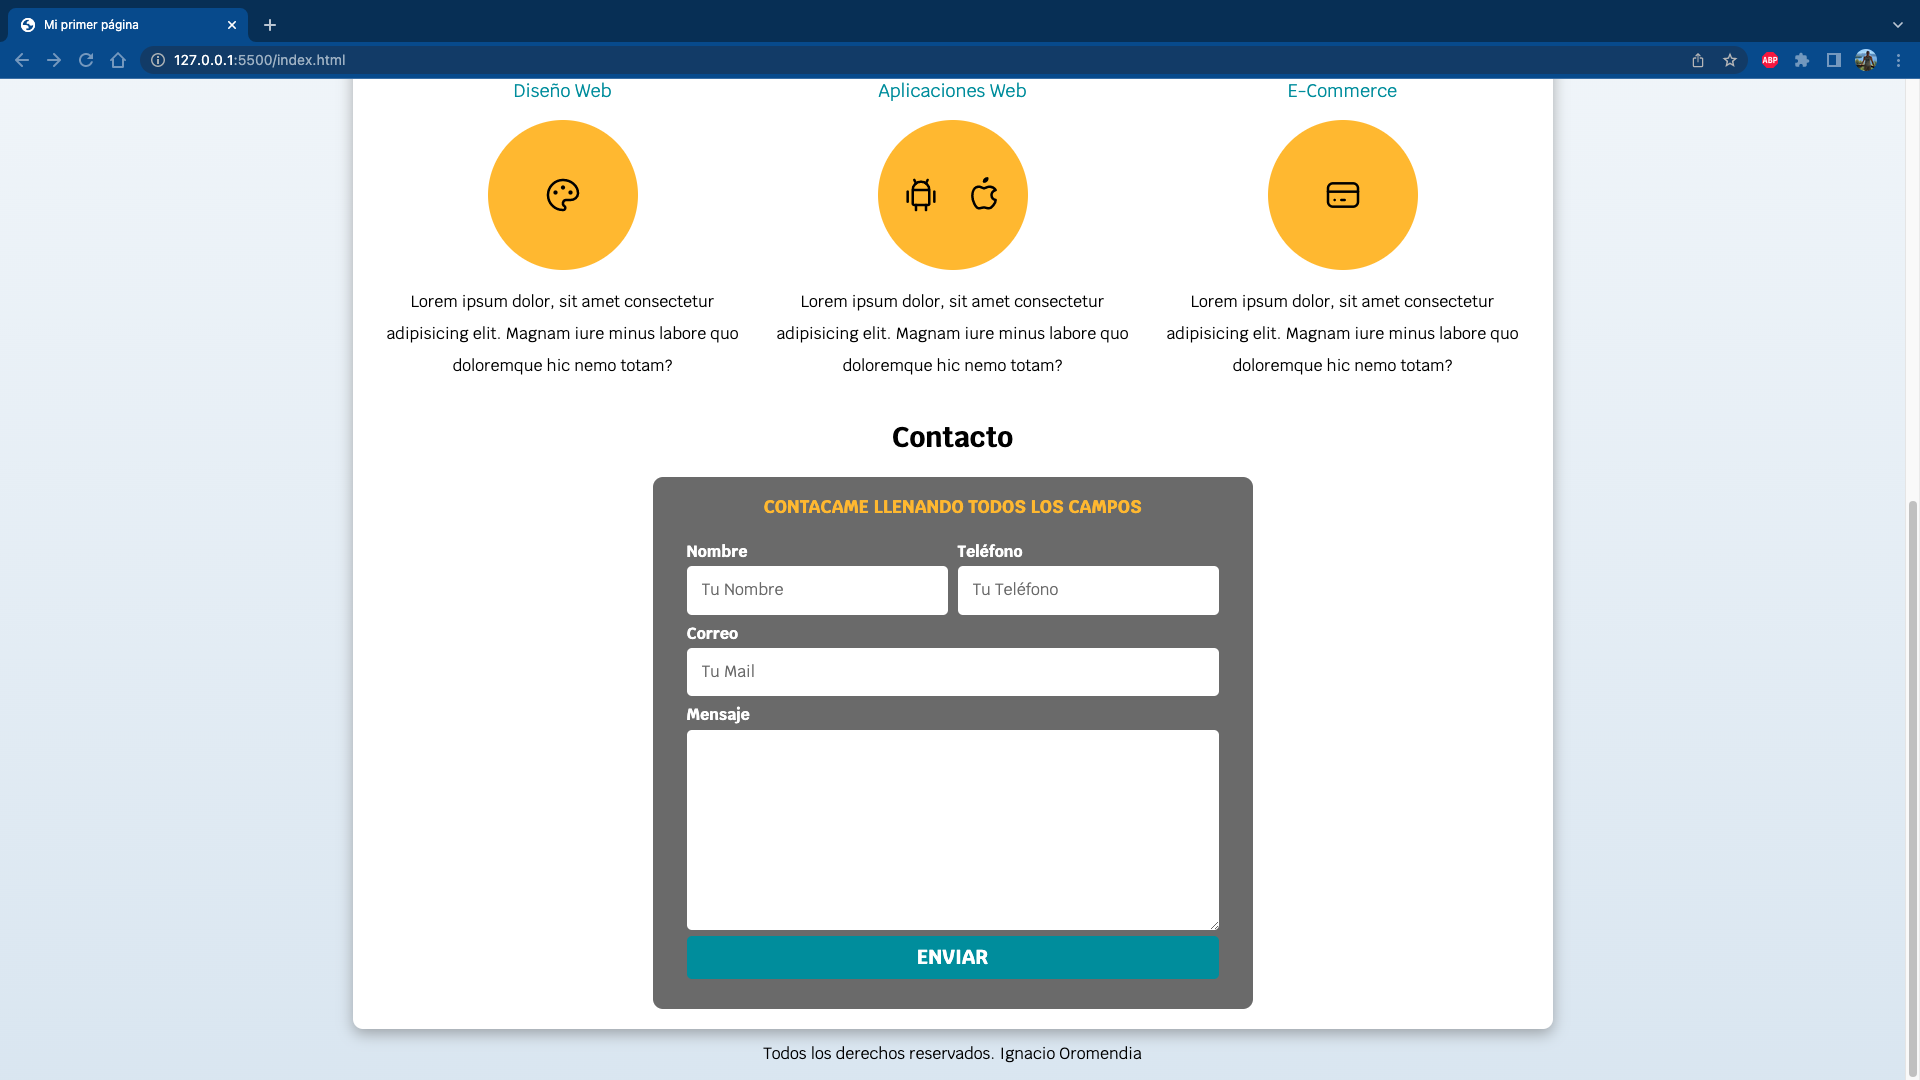 Mi primer página
127.0.0.1:5500/index.html
ABP
Diseño Web
Aplicaciones Web
E-Commerce
Lorem ipsum dolor, sit amet consectetur
adipisicing elit. Magnam iure minus labore quo
doloremque hic nemo totam?
Lorem ipsum dolor, sit amet consectetur
adipisicing elit. Magnam iure minus labore quo
doloremque hic nemo totam?
Lorem ipsum dolor, sit amet consectetur
adipisicing elit. Magnam iure minus labore quo
doloremque hic nemo totam?
Contacto
CONTACAME LLENANDO TODOS LOS CAMPOS
Nombre
Teléfono
Tu Nombre
Tu Teléfono
Correo
Tu Mail
Mensaje
ENVIAR
Todos los derechos reservados. Ignacio Oromendia